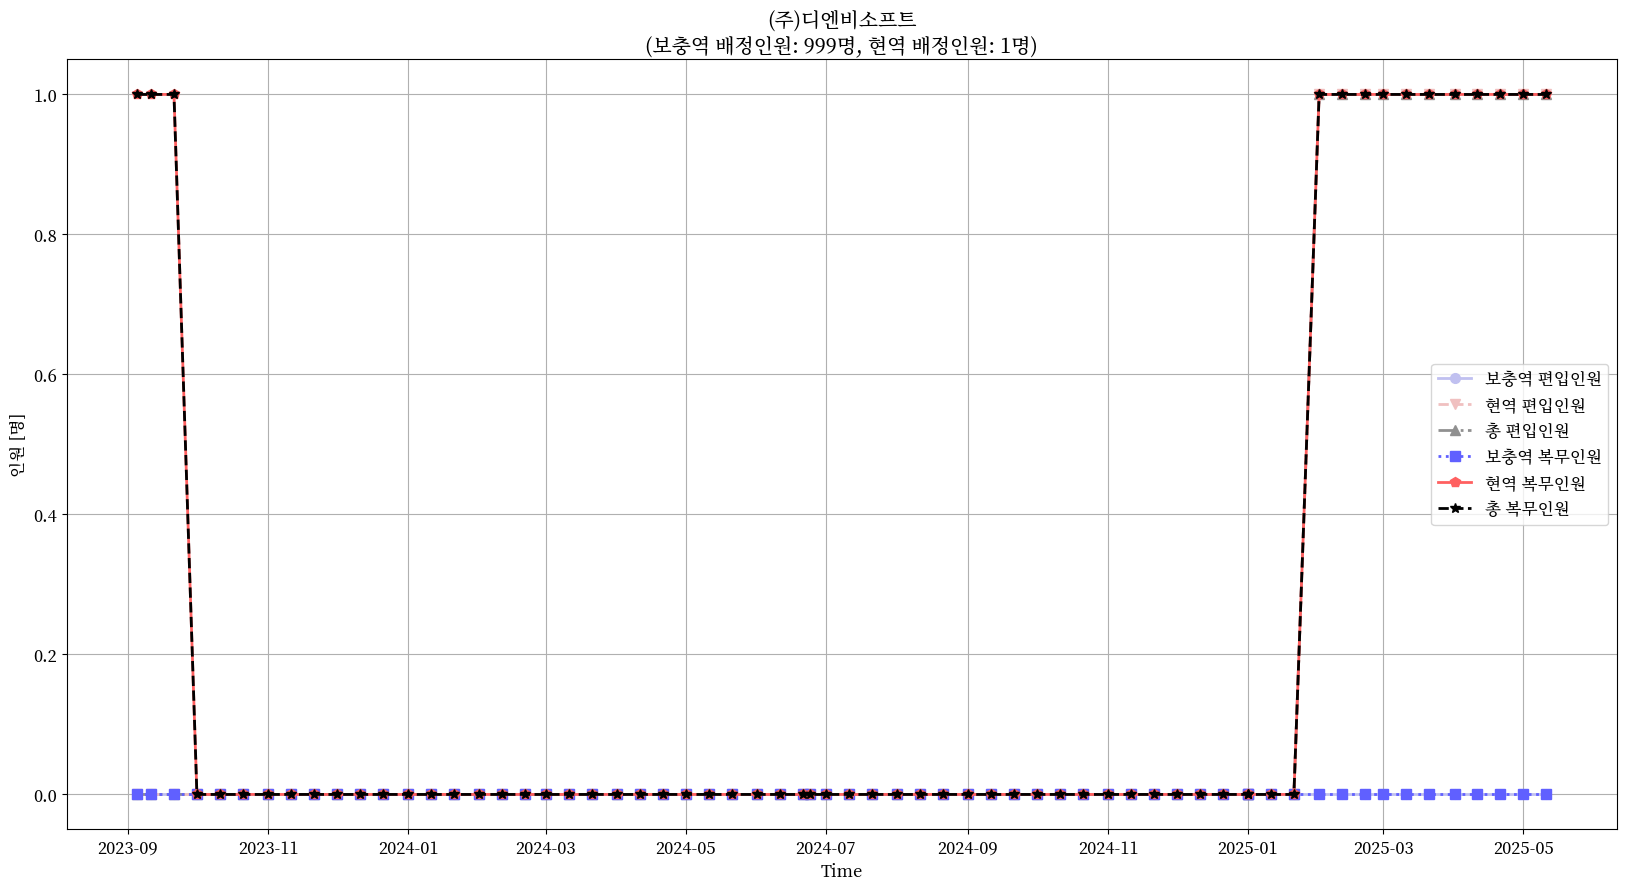 (주)디엔비소프트
(보충역 배정인원: 999명, 현역 배정인원: 1명)
인원 [명]
1.0
0.8
0.6
0.4
0.2
0.0
보충역 편입인원
현역 편입인원
총 편입인원
보충역 복무인원
현역 복무인원
총 복무인원
2023-09 2023-11 2024-01 2024-03 2024-05 2024-07 2024-09 2024-11 2025-01 2025-03 2025-05
Time